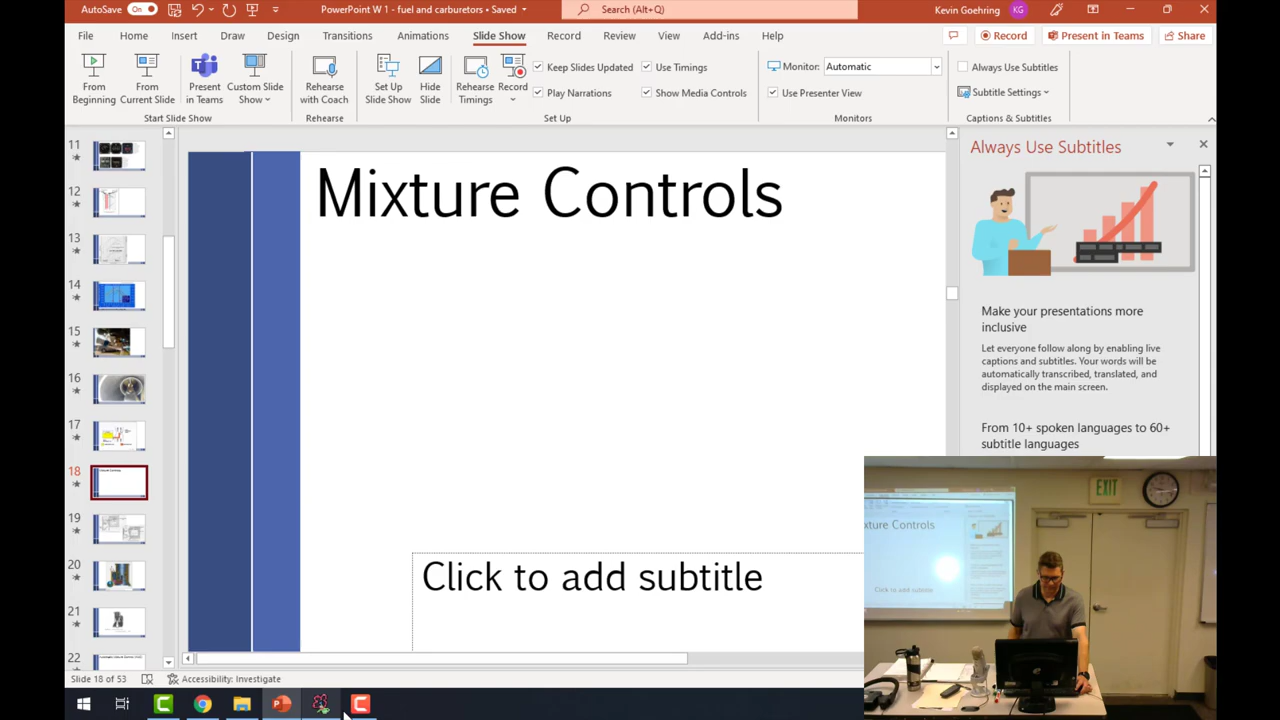 AutoSave On PowerPoint W 1 - fuel and carburetors • Saved Search (Alt+Q) Kevin Goehring KG
File Home Insert Draw Design Transitions Animations Slide Show Record Review View Add-ins Help Record Present in Teams Share
From Beginning
From Current Slide
Present in Teams
Custom Slide Show
Start Slide Show
Rehearse with Coach
Rehearse
Set Up Slide Show
Hide Slide
Rehearse Timings
Record
Keep Slides Updated
Play Narrations
Use Timings
Show Media Controls
Set Up
Monitor: Automatic
Use Presenter View
Monitors
Always Use Subtitles
Subtitle Settings
Captions & Subtitles
11
12
13
14
15
16
17
18
19
20
21
22
Mixture Controls
Click to add subtitle
Always Use Subtitles
Make your presentations more
inclusive
Let everyone follow along by enabling live
captions and subtitles. Your words will be
automatically transcribed, translated, and
displayed on the main screen.
From 10+ spoken languages to 60+
subtitle languages
EXIT
xture Controls
Click to add subtitle
Slide 18 of 53 Accessibility: Investigate